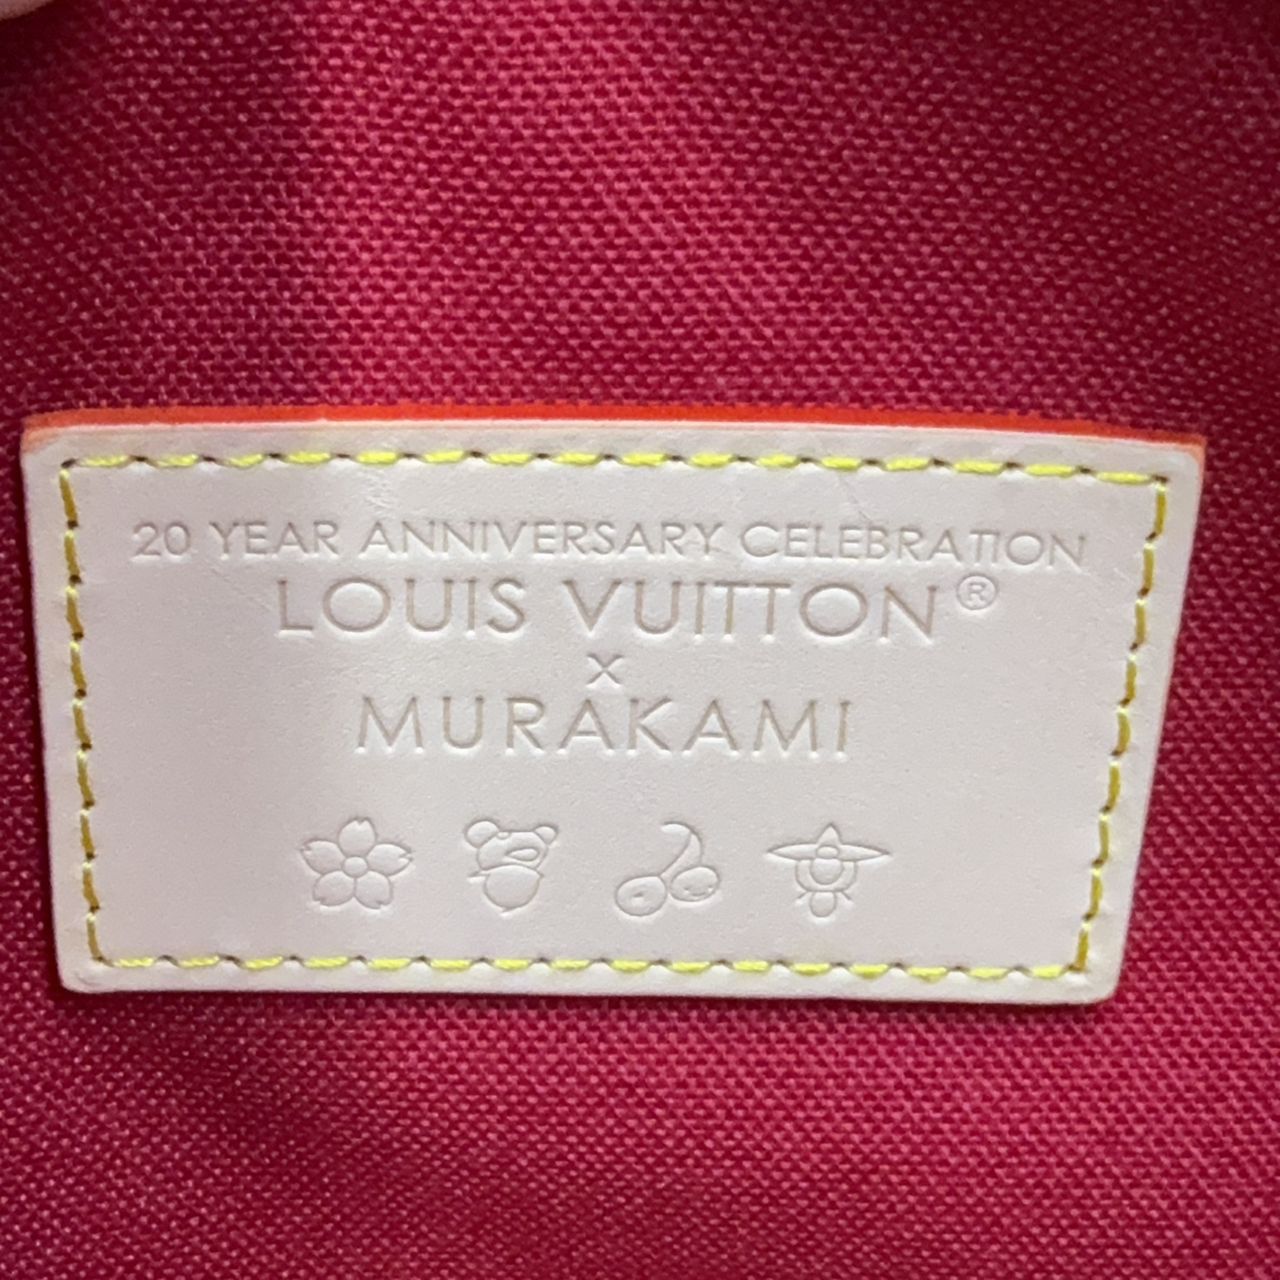 20 YEAR ANNIVERSARY CELEBRATION
LOUIS VUITTON®
x
MURAKAMI